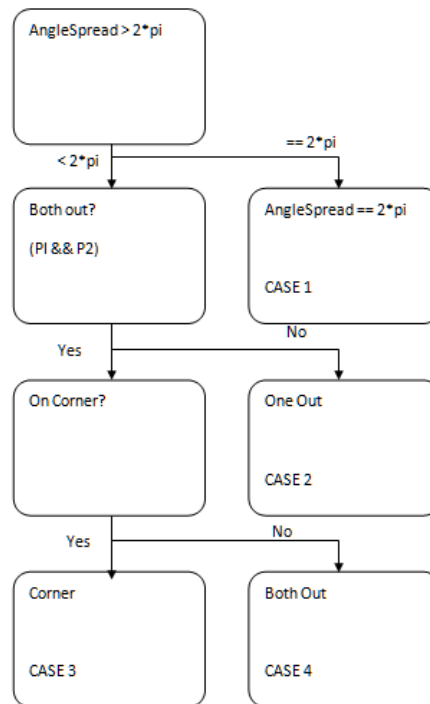 AngleSpread > 2*pi
== 2*pi
< 2*pi
Both out?
(PI && P2)
AngleSpread == 2*pi
CASE 1
No
Yes
On Corner?
One Out
CASE 2
No
Yes
Corner
CASE 3
Both Out
CASE 4